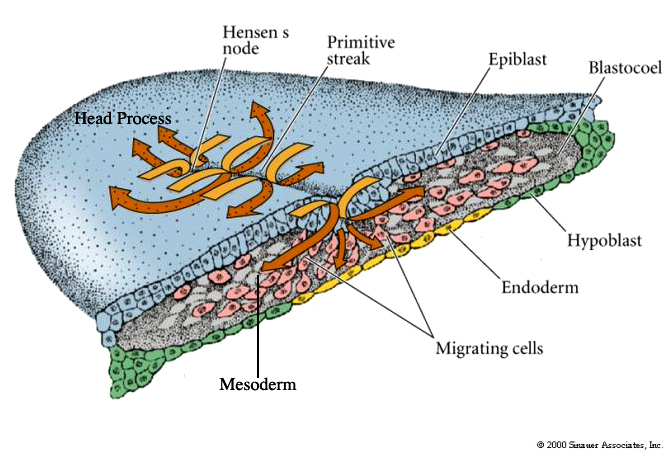 Hensen s
node
Primitive
streak
Epiblast
Blastocoel
Head Process
Hypoblast
Endoderm
Migrating cells
Mesoderm
© 2000 Sinauer Associates, Inc.